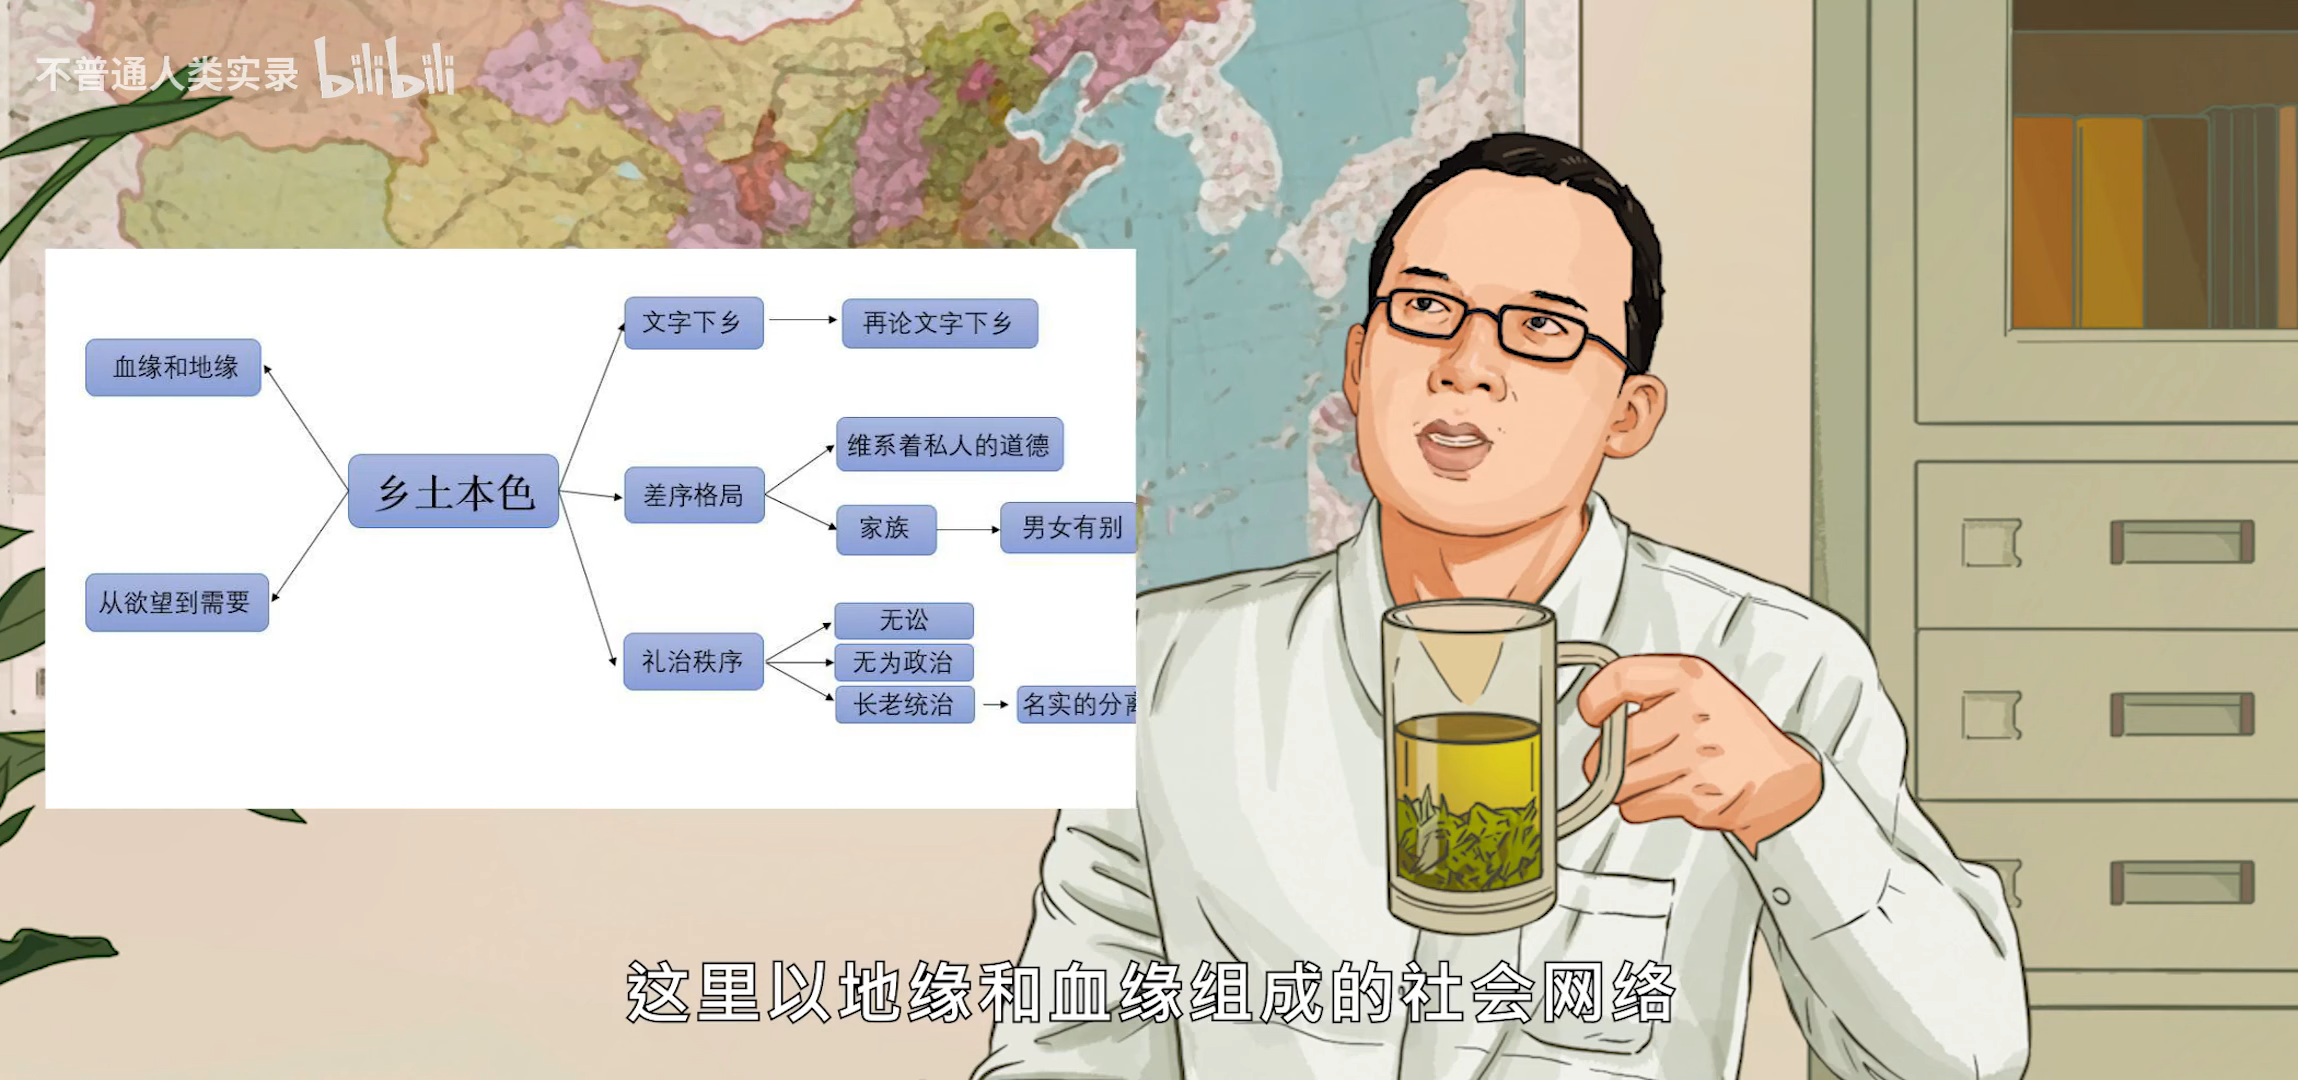 不普通人类实录 bilibili
文字下乡
再论文字下乡
血缘和地缘
维系着私人的道德
乡土本色
差序格局
家族
男女有别
从欲望到需要
无讼
礼治秩序
无为政治
长老统治
名实的分离
这里以地缘和血缘组成的社会网络